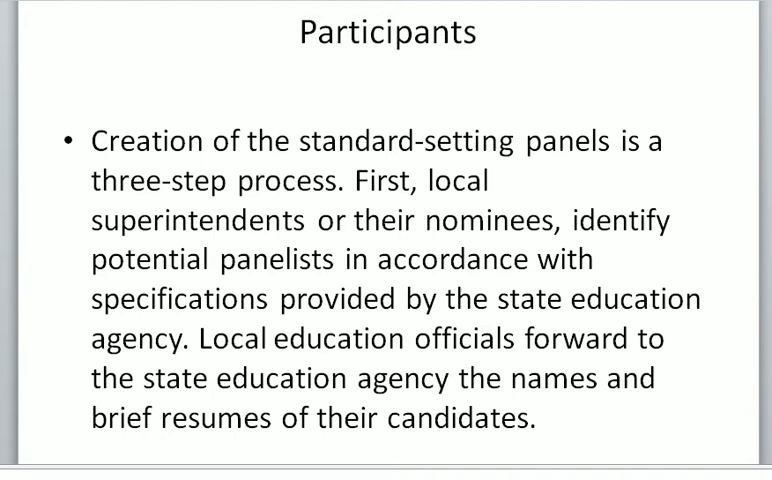 Participants
• Creation of the standard-setting panels is a
three-step process. First, local
superintendents or their nominees, identify
potential panelists in accordance with
specifications provided by the state education
agency. Local education officials forward to
the state education agency the names and
brief resumes of their candidates.